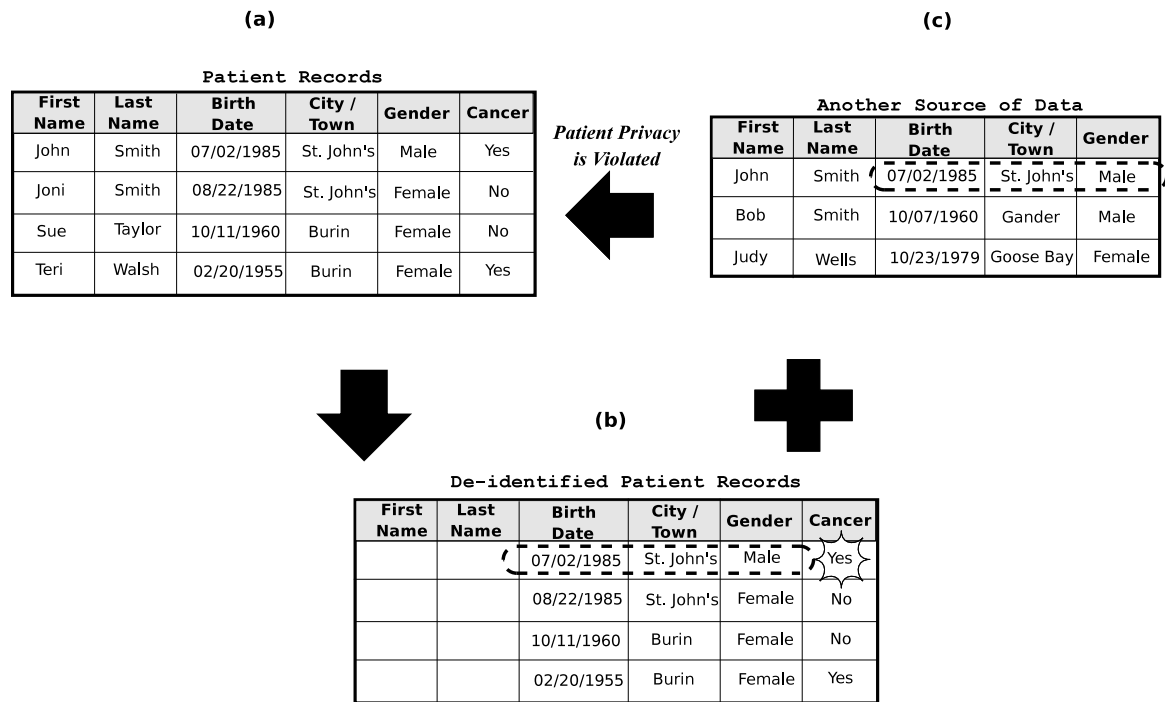 (a)
Patient Records
First Name Last Name Birth Date City / Town Gender Cancer
John Smith 07/02/1985 St. John's Male Yes
Joni Smith 08/22/1985 St. John's Female No
Sue Taylor 10/11/1960 Burin Female No
Teri Walsh 02/20/1955 Burin Female Yes
Patient Privacy
is Violated
(c)
Another Source of Data
First Name Last Name Birth Date City / Town Gender
John Smith 07/02/1985 St. John's Male
Bob Smith 10/07/1960 Gander Male
Judy Wells 10/23/1979 Goose Bay Female
(b)
De-identified Patient Records
First Name Last Name Birth Date City / Town Gender Cancer
07/02/1985 St. John's Male Yes
08/22/1985 St. John's Female No
10/11/1960 Burin Female No
02/20/1955 Burin Female Yes